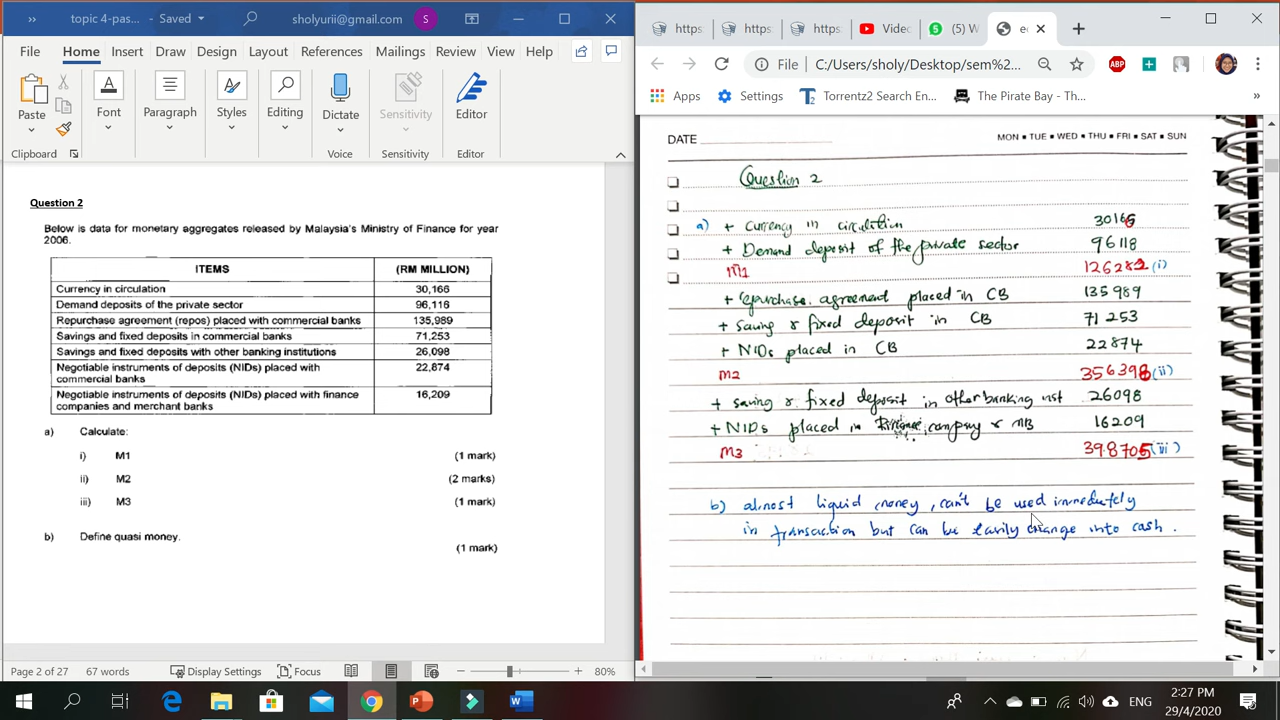 topic 4-pas... - Saved
sholyurii@gmail.com
S
File Home Insert Draw Design Layout References Mailings Review View Help
Paste
Font
Paragraph
Styles
Editing
Dictate
Sensitivity
Editor
Clipboard
Voice
Sensitivity
Editor
Question 2
Below is data for monetary aggregates released by Malaysia's Ministry of Finance for year
2006.
ITEMS (RM MILLION)
Currency in circulation 30,166
Demand deposits of the private sector 96,116
Repurchase agreement (repos) placed with commercial banks 135,989
Savings and fixed deposits in commercial banks 71,253
Savings and fixed deposits with other banking institutions 26,098
Negotiable instruments of deposits (NIDs) placed with
commercial banks 22,874
Negotiable instruments of deposits (NIDs) placed with finance
companies and merchant banks 16,209
a) Calculate:
i) M1 (1 mark)
ii) M2 (2 marks)
iii) M3 (1 mark)
b) Define quasi money.
(1 mark)
Page 2 of 27 67 words Display Settings Focus 80%
https https https Videc (5) W ec
File C:/Users/sholy/Desktop/sem%2...
ABP
Apps Settings Torrentz2 Search En... The Pirate Bay - Th...
DATE
MON • TUE • WED • THU • FRI • SAT • SUN
Question 2
a) + Currency in circulation 30166
+ Demand deposit of the private sector 96118
M1 126282 (i)
+ repurchase agreement placed in CB 135989
+ saving & fixed deposit in CB 71253
+ NIDs placed in CB 22874
M2 356398 (ii)
+ saving & fixed deposit in other banking inst 26098
+ NIDs placed in company & MB 16209
M3 398705 (iii)
b) almost liquid money, can't be used immedutely
in transaction but can be easily change into cash.
ENG
2:27 PM
29/4/2020